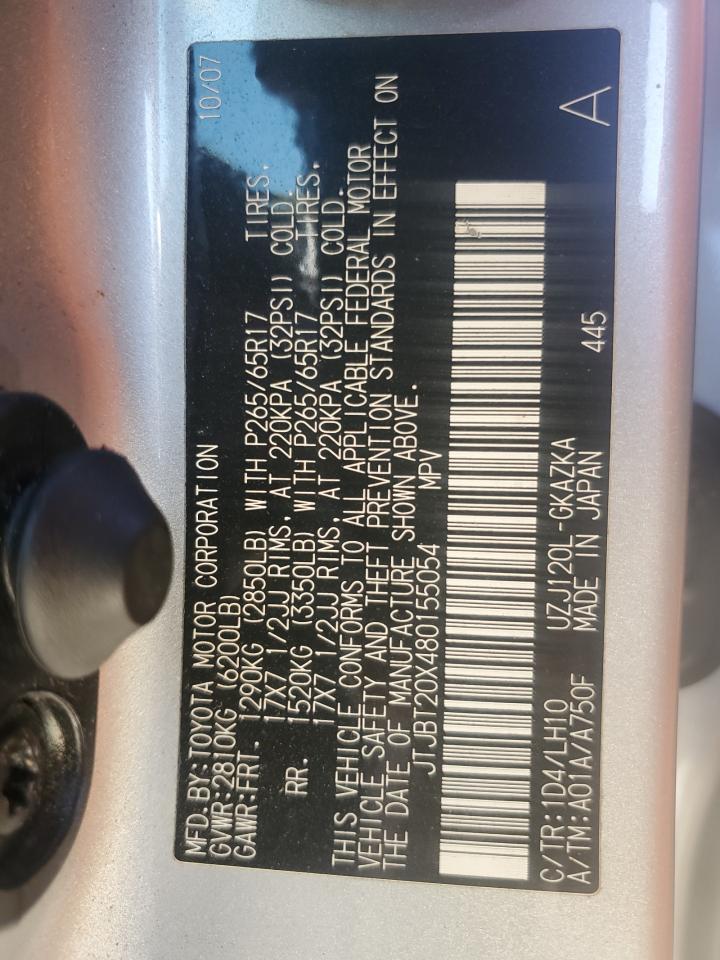 MFD.BY:TOYOTA MOTOR CORPORATION 10/07
GVWR:2810KG (6200LB)
GAWR:FRT. 1290KG (2850LB) WITH P265/65R17 TIRES,
17X7 1/2JJ RIMS, AT 220KPA (32PSI) COLD.
RR. 1520KG (3350LB) WITH P265/65R17 TIRES,
17X7 1/2JJ RIMS, AT 220KPA (32PSI) COLD.
THIS VEHICLE CONFORMS TO ALL APPLICABLE FEDERAL MOTOR
VEHICLE SAFETY AND THEFT PREVENTION STANDARDS IN EFFECT ON
THE DATE OF MANUFACTURE SHOWN ABOVE.
JTJBT20X480155054 MPV
C/TR:1D4/LH10 UZJ120L-GKAZKA A
A/TM:A01A/A750F MADE IN JAPAN 445